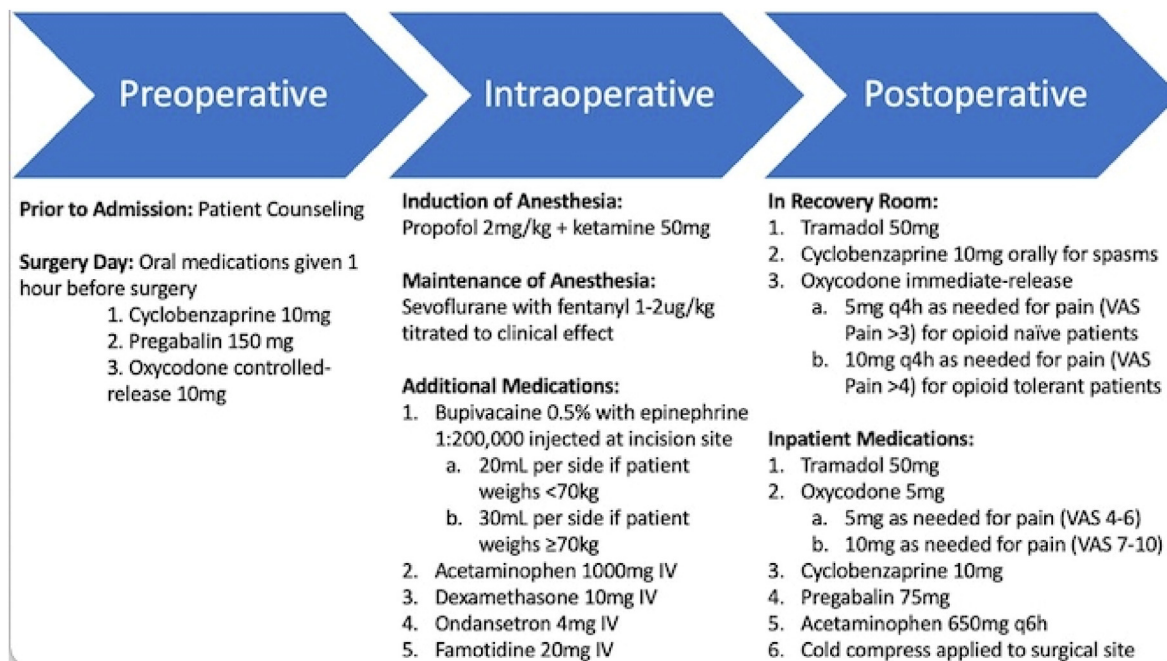 Preoperative
Intraoperative
Postoperative
Prior to Admission: Patient Counseling
Surgery Day: Oral medications given 1
hour before surgery
1. Cyclobenzaprine 10mg
2. Pregabalin 150 mg
3. Oxycodone controlled-
release 10mg
Induction of Anesthesia:
Propofol 2mg/kg + ketamine 50mg
Maintenance of Anesthesia:
Sevoflurane with fentanyl 1-2ug/kg
titrated to clinical effect
Additional Medications:
1. Bupivacaine 0.5% with epinephrine
1:200,000 injected at incision site
a. 20mL per side if patient
weighs <70kg
b. 30mL per side if patient
weighs ≥70kg
2. Acetaminophen 1000mg IV
3. Dexamethasone 10mg IV
4. Ondansetron 4mg IV
5. Famotidine 20mg IV
In Recovery Room:
1. Tramadol 50mg
2. Cyclobenzaprine 10mg orally for spasms
3. Oxycodone immediate-release
a. 5mg q4h as needed for pain (VAS
Pain >3) for opioid naïve patients
b. 10mg q4h as needed for pain (VAS
Pain >4) for opioid tolerant patients
Inpatient Medications:
1. Tramadol 50mg
2. Oxycodone 5mg
a. 5mg as needed for pain (VAS 4-6)
b. 10mg as needed for pain (VAS 7-10)
3. Cyclobenzaprine 10mg
4. Pregabalin 75mg
5. Acetaminophen 650mg q6h
6. Cold compress applied to surgical site